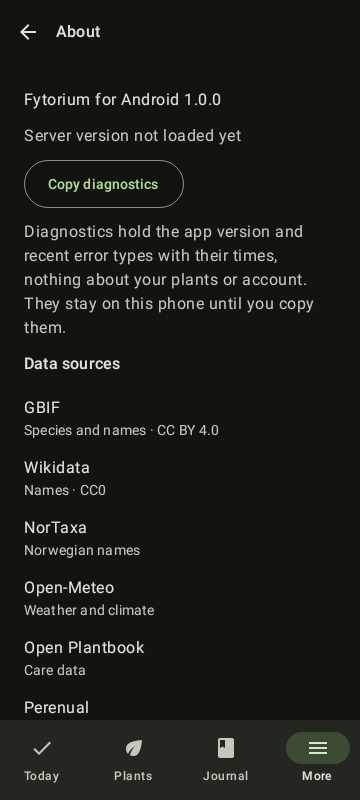 About
Fytorium for Android 1.0.0
Server version not loaded yet
Copy diagnostics
Diagnostics hold the app version and
recent error types with their times,
nothing about your plants or account.
They stay on this phone until you copy
them.
Data sources
GBIF
Species and names · CC BY 4.0
Wikidata
Names · CC0
NorTaxa
Norwegian names
Open-Meteo
Weather and climate
Open Plantbook
Care data
Perenual
Today
Plants
Journal
More